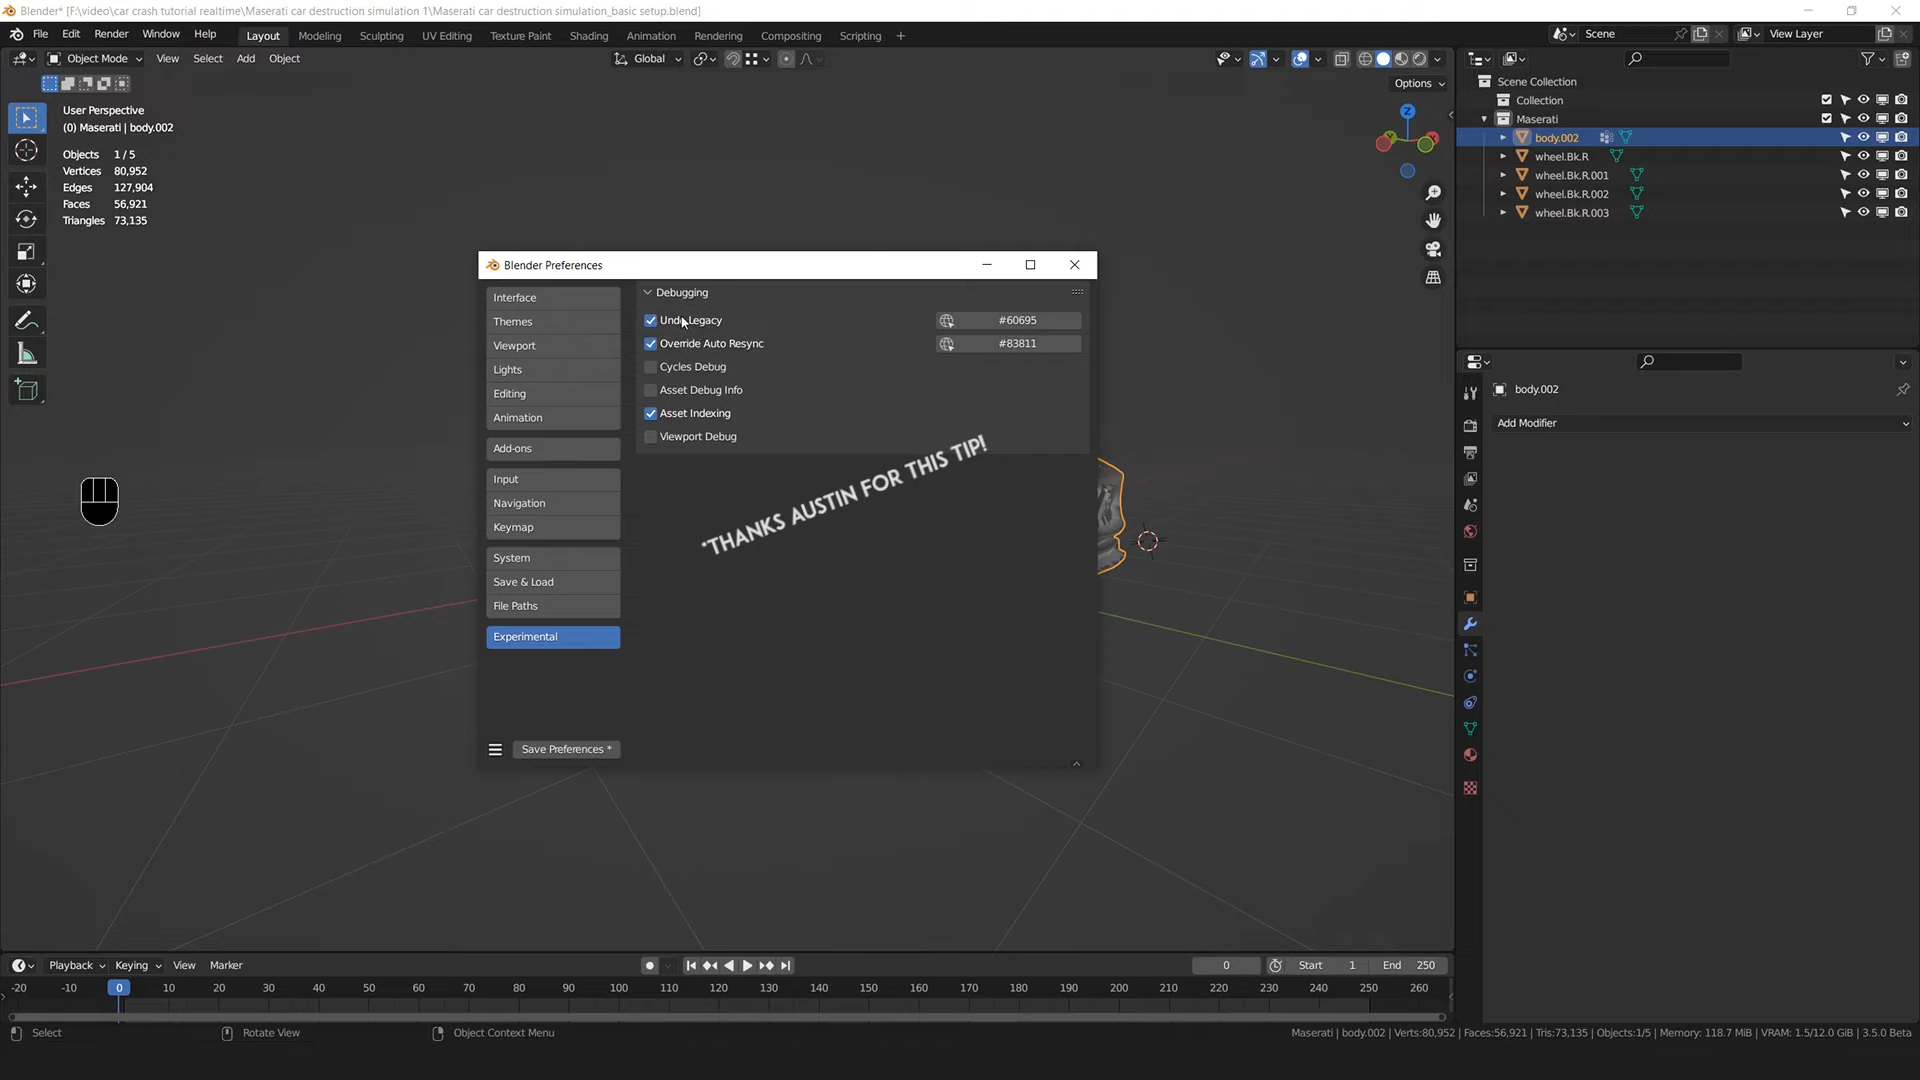 Blender* [F:\video\car crash tutorial realtime\Maserati car destruction simulation 1\Maserati car destruction simulation_basic setup.blend]
File Edit Render Window Help Layout Modeling Sculpting UV Editing Texture Paint Shading Animation Rendering Compositing Scripting + Scene View Layer
Object Mode View Select Add Object Global
Options
User Perspective
(0) Maserati | body.002
Objects 1 / 5
Vertices 80,952
Edges 127,904
Faces 56,921
Triangles 73,135
Z
Y
Scene Collection
Collection
Maserati
body.002
wheel.Bk.R
wheel.Bk.R.001
wheel.Bk.R.002
wheel.Bk.R.003
body.002
Add Modifier
Blender Preferences
Interface
Themes
Viewport
Lights
Editing
Animation
Add-ons
Input
Navigation
Keymap
System
Save & Load
File Paths
Experimental
Save Preferences *
Debugging
Undo Legacy #60695
Override Auto Resync #83811
Cycles Debug
Asset Debug Info
Asset Indexing
Viewport Debug
*THANKS AUSTIN FOR THIS TIP!
Playback Keying View Marker 0 Start 1 End 250
-20 -10 0 10 20 30 40 50 60 70 80 90 100 110 120 130 140 150 160 170 180 190 200 210 220 230 240 250 260
Select Rotate View Object Context Menu Maserati | body.002 | Verts:80,952 | Faces:56,921 | Tris:73,135 | Objects:1/5 | Memory: 118.7 MiB | VRAM: 1.5/12.0 GiB | 3.5.0 Beta